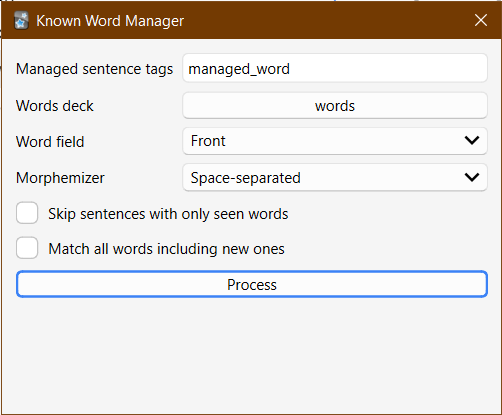 Known Word Manager
Managed sentence tags managed_word
Words deck words
Word field Front
Morphemizer Space-separated
Skip sentences with only seen words
Match all words including new ones
Process